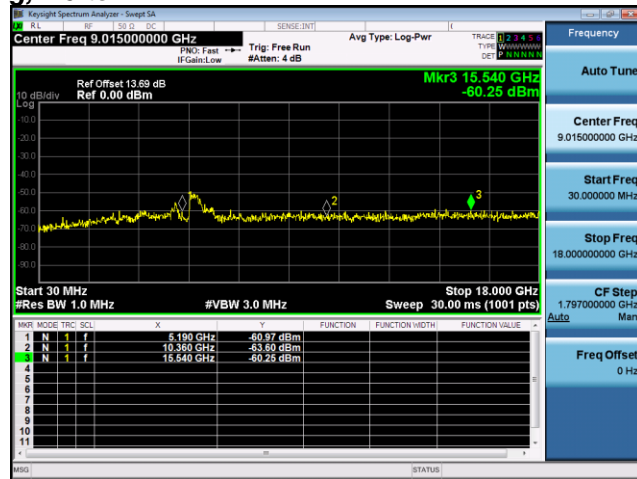 Keysight Spectrum Analyzer - Swept SA
RL RF 50 Ω DC SENSE:INT
Center Freq 9.015000000 GHz
PNO: Fast
IFGain:Low
Trig: Free Run
#Atten: 4 dB
Avg Type: Log-Pwr
TRACE 1 2 3 4 5 6
TYPE WWWWWW
DET P NNNNN
Ref Offset 13.69 dB
Ref 0.00 dBm
10 dB/div
Log
Mkr3 15.540 GHz
-60.25 dBm
-10.0
-20.0
-30.0
-40.0
-50.0
-60.0
-70.0
-80.0
-90.0
2
3
Start 30 MHz
#Res BW 1.0 MHz
#VBW 3.0 MHz
Stop 18.000 GHz
Sweep 30.00 ms (1001 pts)
MKR MODE TRC SCL X Y FUNCTION FUNCTION WIDTH FUNCTION VALUE
1 N 1 f 5.190 GHz -60.97 dBm
2 N 1 f 10.360 GHz -63.60 dBm
3 N 1 f 15.540 GHz -60.25 dBm
4
5
6
7
8
9
10
11
MSG
STATUS
Frequency
Auto Tune
Center Freq
9.015000000 GHz
Start Freq
30.000000 MHz
Stop Freq
18.000000000 GHz
CF Step
1.797000000 GHz
Auto Man
Freq Offset
0 Hz